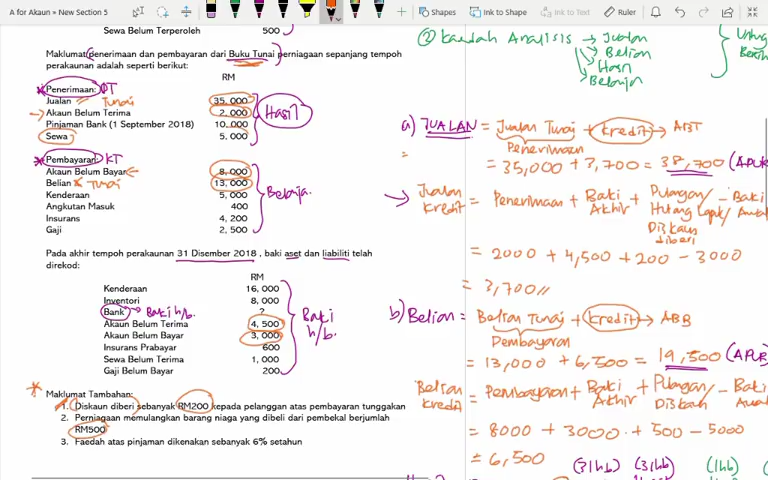 A for Akaun » New Section 5
Shapes
Ink to Shape
Ink to Text
Ruler
Sewa Belum Terperoleh 500
Maklumat penerimaan dan pembayaran dari Buku Tunai perniagaan sepanjang tempoh
perakaunan adalah seperti berikut:
RM
Penerimaan: DT
Jualan Tunai 35, 000
Akaun Belum Terima 2, 000
Pinjaman Bank (1 September 2018) 10, 000
Sewa 5, 000
Hasil
Pembayaran: KT
Akaun Belum Bayar 8, 000
Belian Tunai 13, 000
Kenderaan 5, 000
Angkutan Masuk 400
Insurans 4, 200
Gaji 2, 500
Belanja
Pada akhir tempoh perakaunan 31 Disember 2018 , baki aset dan liabiliti telah
direkod:
RM
Kenderaan 16, 000
Inventori 8, 000
Bank Baki h/b. ?
Akaun Belum Terima 4, 500
Akaun Belum Bayar 3, 000
Insurans Prabayar 600
Sewa Belum Terima 1, 000
Gaji Belum Bayar 200
Baki
h/b.
Maklumat Tambahan:
1. Diskaun diberi sebanyak RM200 kepada pelanggan atas pembayaran tunggakan
2. Perniagaan memulangkan barang niaga yang dibeli dari pembekal berjumlah
RM500
3. Faedah atas pinjaman dikenakan sebanyak 6% setahun
② Kaedah Analisis → Jualan
Belian
Hasil
Belanja
a) JUALAN = Jualan Tunai + Kredit → ABT
Penerimaan
= 35,000 + 3,700 = 38,700 (APUR
→ Jualan Kredit = Penerimaan + Baki Akhir + Pulangan/ Hutang Lapuk/ Diskaun diberi - Baki Awal
= 2000 + 4,500 + 200 - 3000
= 3,700 //
b) Belian = Belian Tunai + Kredit → ABB
Pembayaran
= 13,000 + 6,500 = 19,500 (APUR
Belian Kredit = Pembayaran + Baki Akhir + Pulangan/ Diskaun - Baki Awal
= 8000 + 3000 + 500 - 5000
= 6,500
(31hb) (31hb) (1hb)